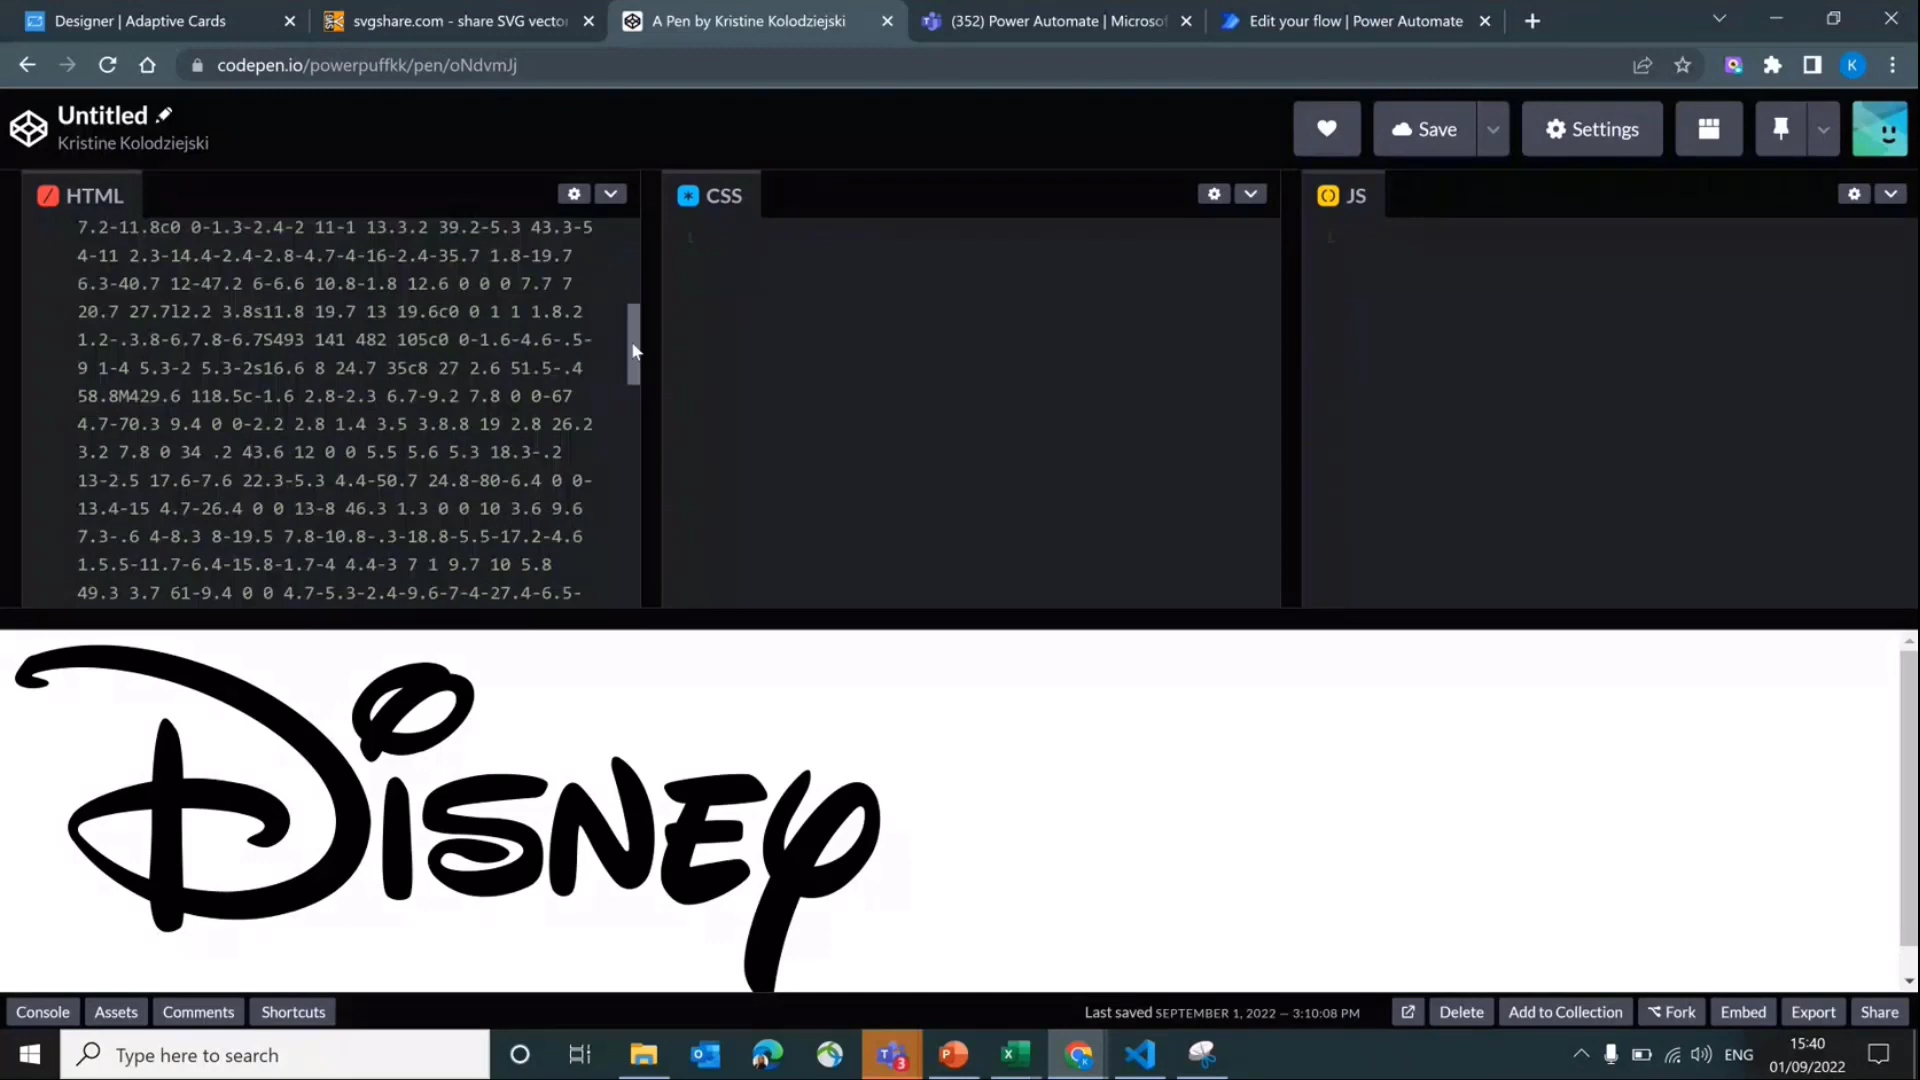 Designer | Adaptive Cards
svgshare.com - share SVG vecto
A Pen by Kristine Kolodziejski
(352) Power Automate | Microso
Edit your flow | Power Automate
codepen.io/powerpuffkk/pen/oNdvmJj
K
Untitled
Kristine Kolodziejski
Save
Settings
HTML
CSS
JS
7.2-11.8c0 0-1.3-2.4-2 11-1 13.3.2 39.2-5.3 43.3-5
4-11 2.3-14.4-2.4-2.8-4.7-4-16-2.4-35.7 1.8-19.7
6.3-40.7 12-47.2 6-6.6 10.8-1.8 12.6 0 0 0 7.7 7
20.7 27.7l2.2 3.8s11.8 19.7 13 19.6c0 0 1 1 1.8.2
1.2-.3.8-6.7.8-6.7S493 141 482 105c0 0-1.6-4.6-.5-
9 1-4 5.3-2 5.3-2s16.6 8 24.7 35c8 27 2.6 51.5-.4
58.8M429.6 118.5c-1.6 2.8-2.3 6.7-9.2 7.8 0 0-67
4.7-70.3 9.4 0 0-2.2 2.8 1.4 3.5 3.8.8 19 2.8 26.2
3.2 7.8 0 34 .2 43.6 12 0 0 5.5 5.6 5.3 18.3-.2
13-2.5 17.6-7.6 22.3-5.3 4.4-50.7 24.8-80-6.4 0 0-
13.4-15 4.7-26.4 0 0 13-8 46.3 1.3 0 0 10 3.6 9.6
7.3-.6 4-8.3 8-19.5 7.8-10.8-.3-18.8-5.5-17.2-4.6
1.5.5-11.7-6.4-15.8-1.7-4 4.4-3 7 1 9.7 10 5.8
49.3 3.7 61-9.4 0 0 4.7-5.3-2.4-9.6-7-4-27.4-6.5-
1
1
Disney
Console
Assets
Comments
Shortcuts
Last saved SEPTEMBER 1, 2022 — 3:10:08 PM
Delete
Add to Collection
Fork
Embed
Export
Share
Type here to search
3
ENG
15:40
01/09/2022